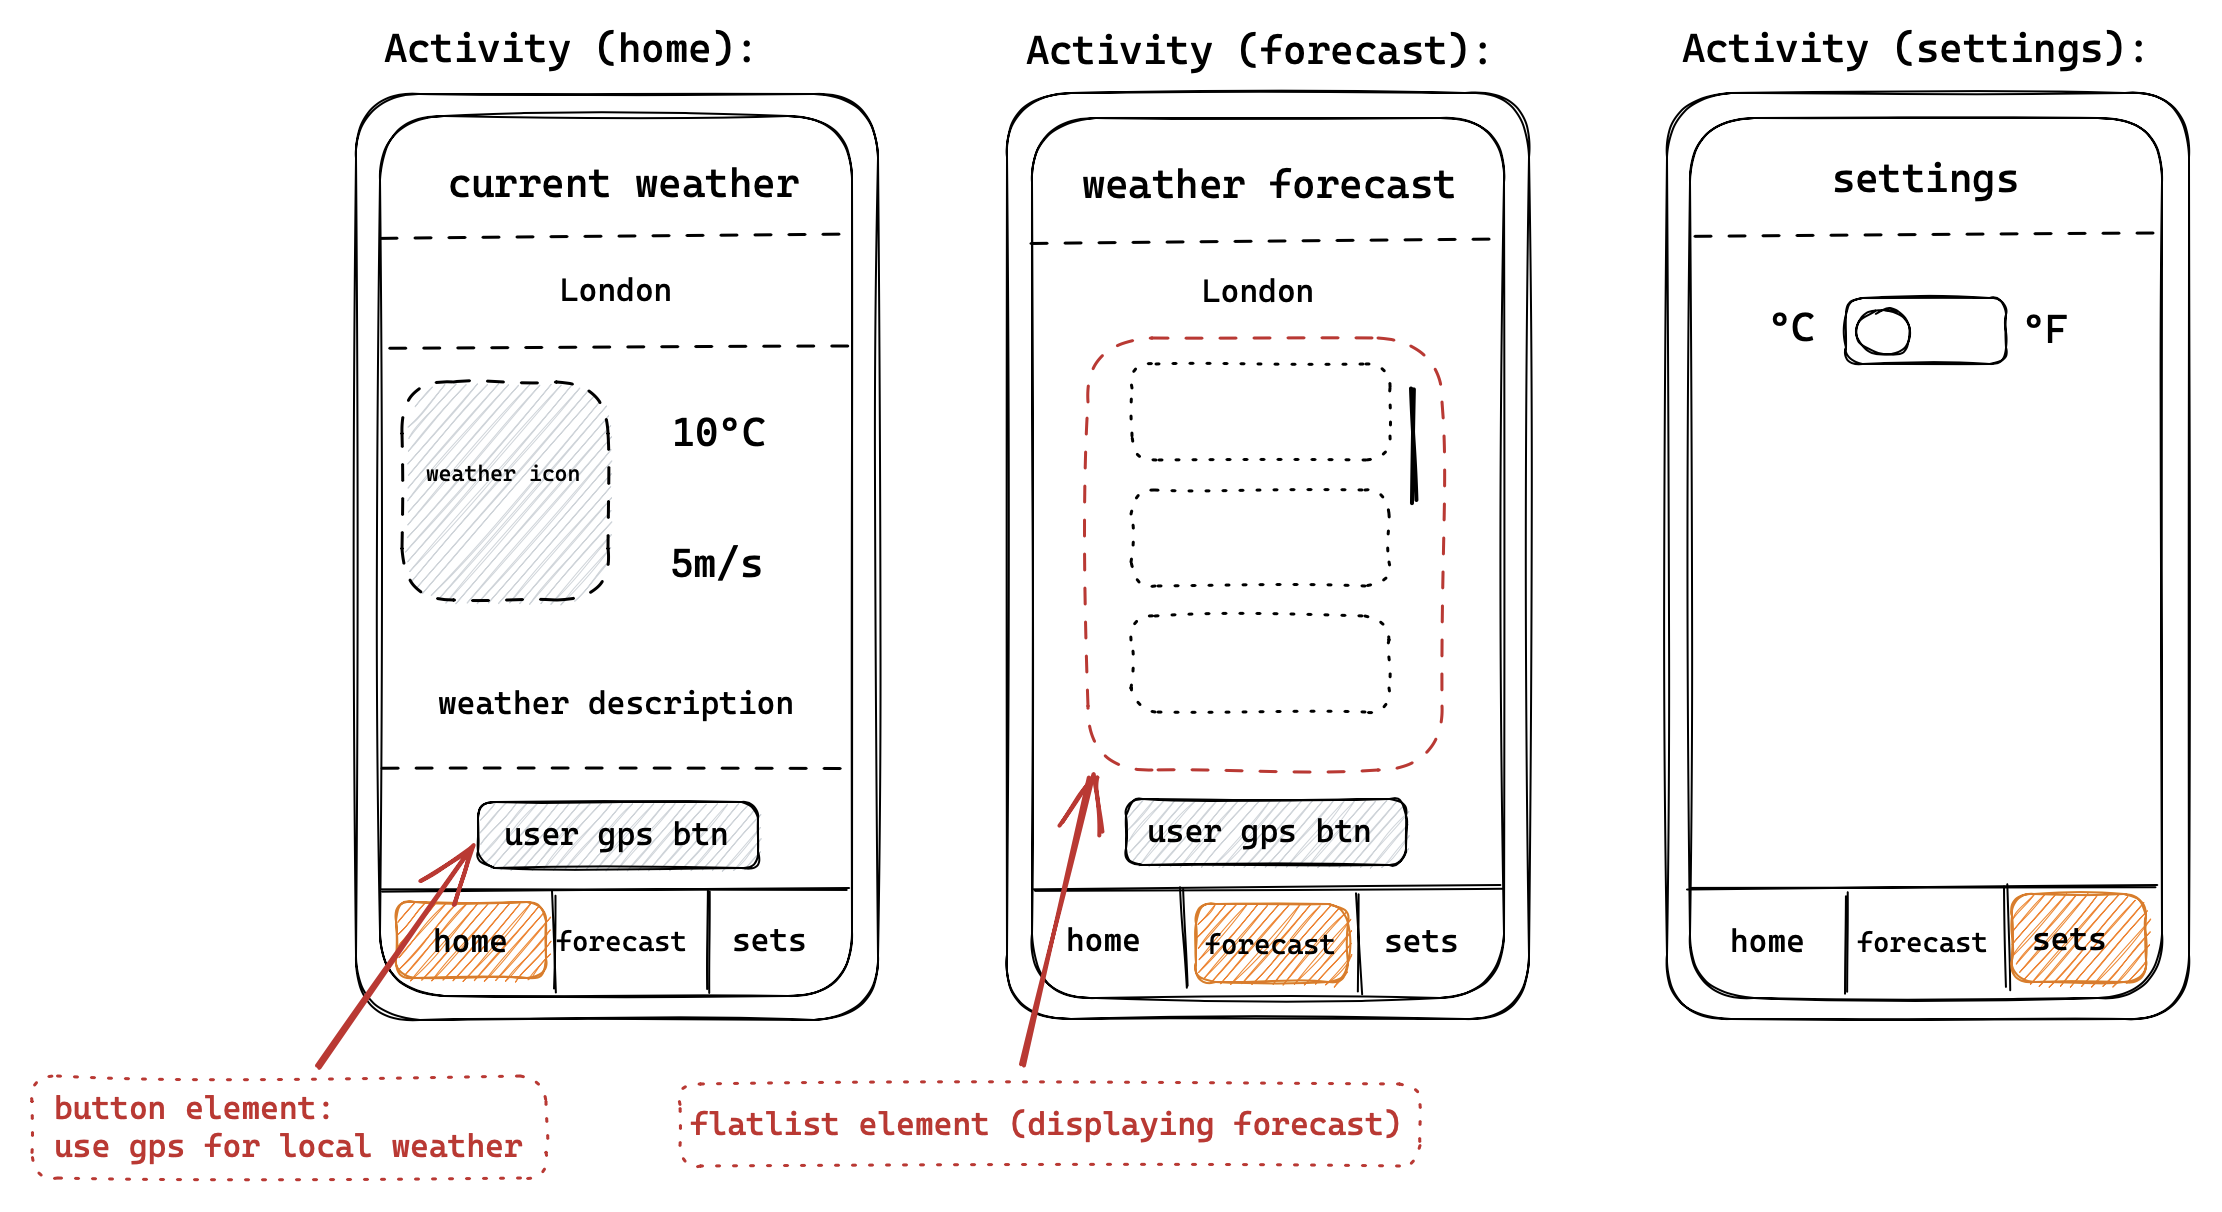 Activity (home):
current weather
London
weather icon
10°C
5m/s
weather description
user gps btn
home
forecast
sets
button element:
use gps for local weather
Activity (forecast):
weather forecast
London
user gps btn
home
forecast
sets
flatlist element (displaying forecast)
Activity (settings):
settings
°C
°F
home
forecast
sets